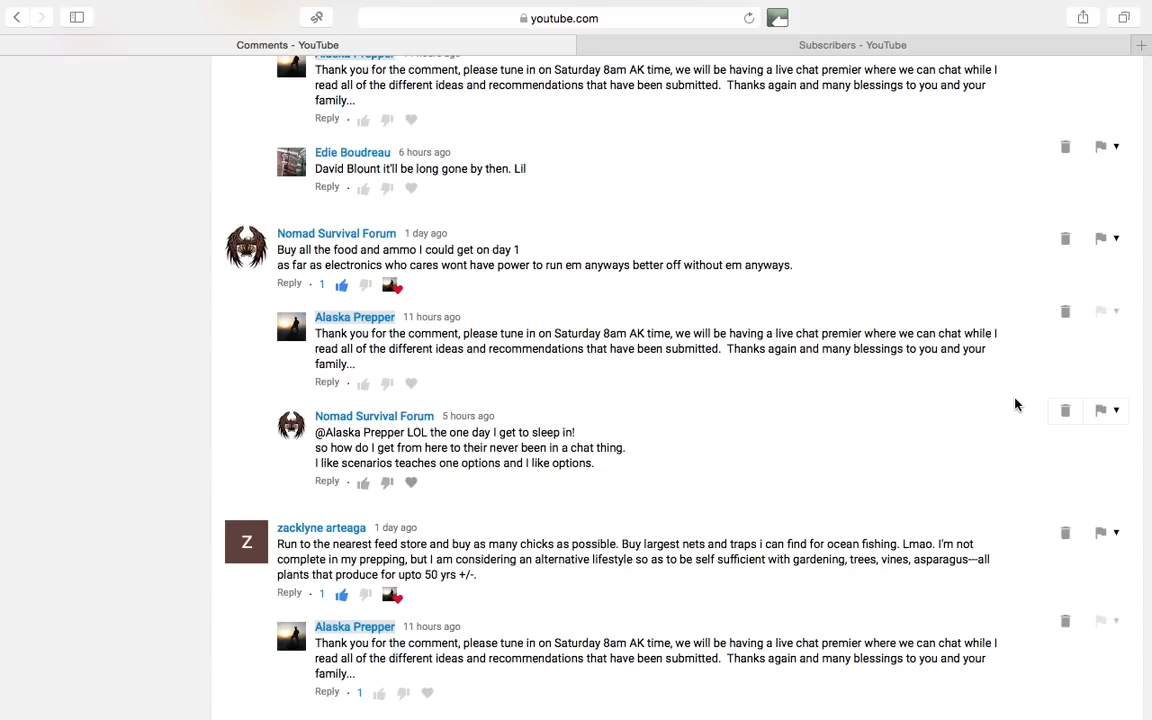 youtube.com
Comments - YouTube
Subscribers - YouTube
Alaska Prepper 11 hours ago
Thank you for the comment, please tune in on Saturday 8am AK time, we will be having a live chat premier where we can chat while I
read all of the different ideas and recommendations that have been submitted.  Thanks again and many blessings to you and your
family...
Reply
Edie Boudreau 6 hours ago
David Blount it'll be long gone by then. Lil
Reply
Nomad Survival Forum 1 day ago
Buy all the food and ammo I could get on day 1
as far as electronics who cares wont have power to run em anyways better off without em anyways.
Reply · 1
Alaska Prepper 11 hours ago
Thank you for the comment, please tune in on Saturday 8am AK time, we will be having a live chat premier where we can chat while I
read all of the different ideas and recommendations that have been submitted.  Thanks again and many blessings to you and your
family...
Reply
Nomad Survival Forum 5 hours ago
@Alaska Prepper LOL the one day I get to sleep in!
so how do I get from here to their never been in a chat thing.
I like scenarios teaches one options and I like options.
Reply
Z
zacklyne arteaga 1 day ago
Run to the nearest feed store and buy as many chicks as possible. Buy largest nets and traps i can find for ocean fishing. Lmao. I'm not
complete in my prepping, but I am considering an alternative lifestyle so as to be self sufficient with gardening, trees, vines, asparagus---all
plants that produce for upto 50 yrs +/-.
Reply · 1
Alaska Prepper 11 hours ago
Thank you for the comment, please tune in on Saturday 8am AK time, we will be having a live chat premier where we can chat while I
read all of the different ideas and recommendations that have been submitted.  Thanks again and many blessings to you and your
family...
Reply · 1